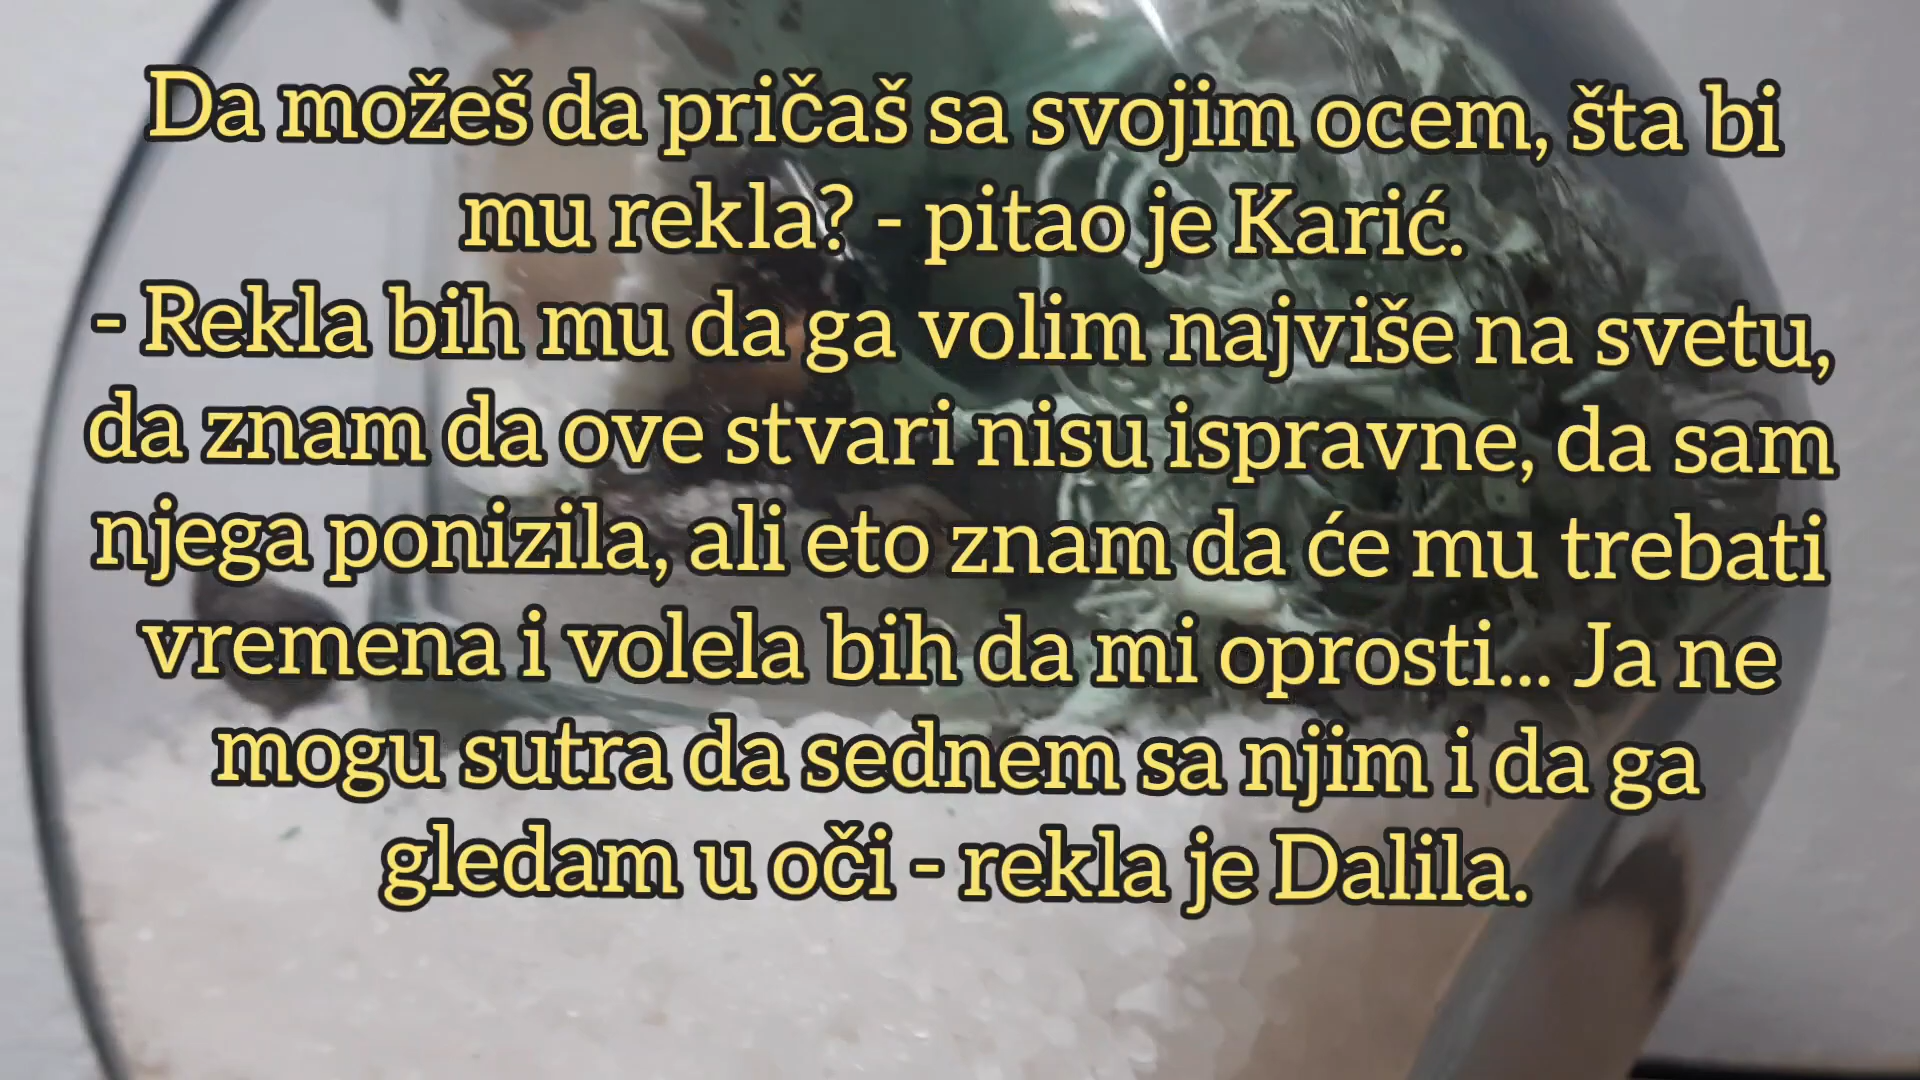 Da možeš da pričaš sa svojim ocem, šta bi
mu rekla? - pitao je Karić.
- Rekla bih mu da ga volim najviše na svetu,
da znam da ove stvari nisu ispravne, da sam
njega ponizila, ali eto znam da će mu trebati
vremena i volela bih da mi oprosti... Ja ne
mogu sutra da sednem sa njim i da ga
gledam u oči - rekla je Dalila.